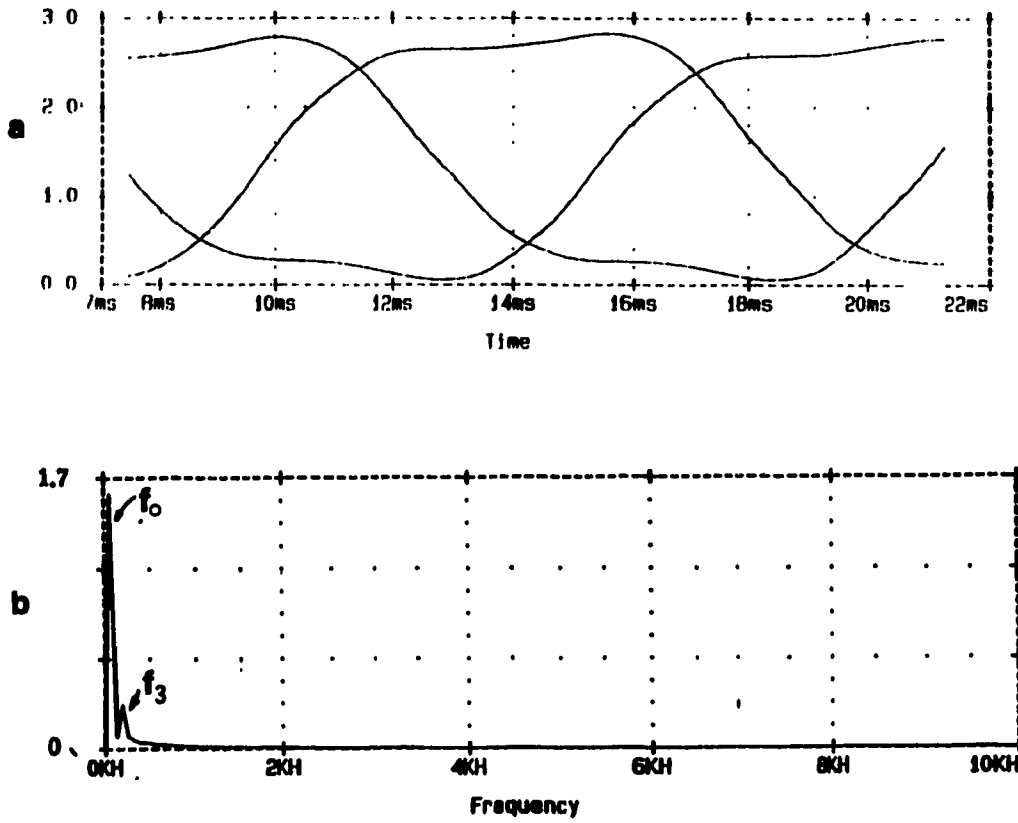 a
3 0
2 0
1.0
0 0
/ms 8ms 10ms 12ms 14ms 16ms 18ms 20ms 22ms
Time
b
1.7
0
f₀
f₃
0KH 2KH 4KH 6KH 8KH 10KH
Frequency